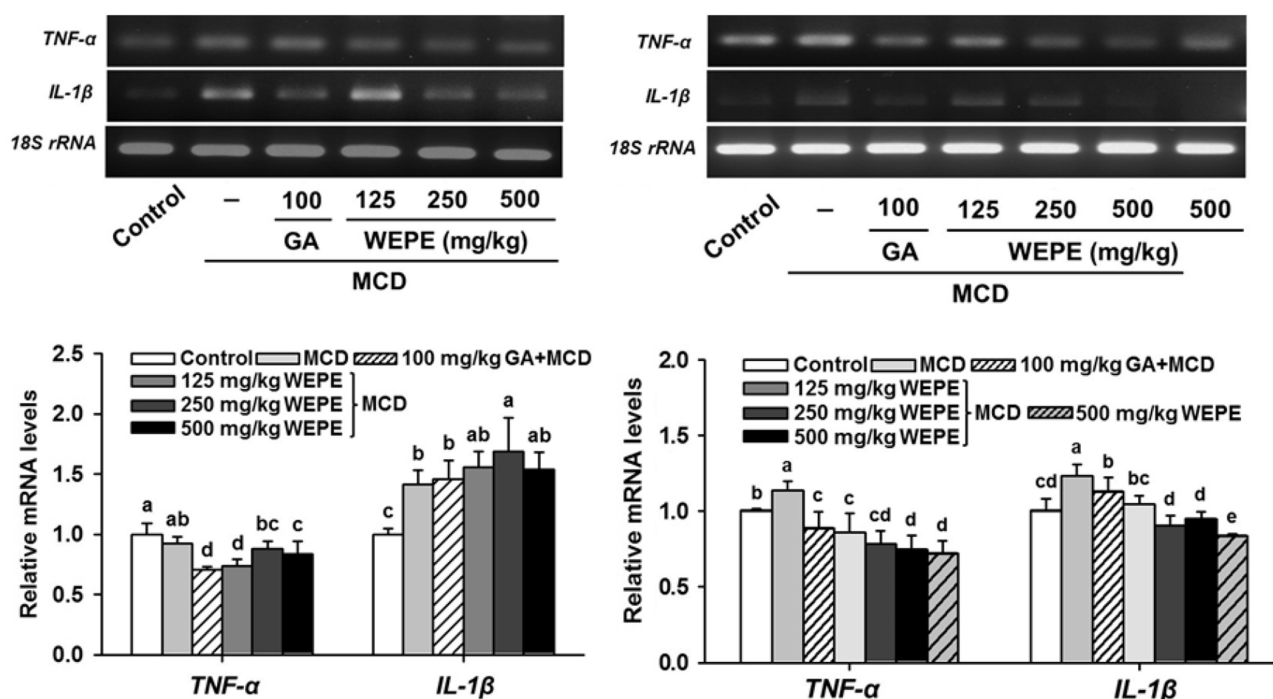 TNF-α
IL-1β
18S rRNA
Control – 100 125 250 500
GA WEPE (mg/kg)
MCD
TNF-α
IL-1β
18S rRNA
Control – 100 125 250 500 500
GA WEPE (mg/kg)
MCD
2.5
2.0
1.5
1.0
0.5
0.0
Relative mRNA levels
Control MCD 100 mg/kg GA+MCD
125 mg/kg WEPE
250 mg/kg WEPE MCD
500 mg/kg WEPE
a ab d d bc c
c b b ab a ab
TNF-α IL-1β
2.0
1.5
1.0
0.5
0.0
Relative mRNA levels
Control MCD 100 mg/kg GA+MCD
125 mg/kg WEPE
250 mg/kg WEPE MCD 500 mg/kg WEPE
500 mg/kg WEPE
b a c c cd d d
cd a b bc d d e
TNF-α IL-1β